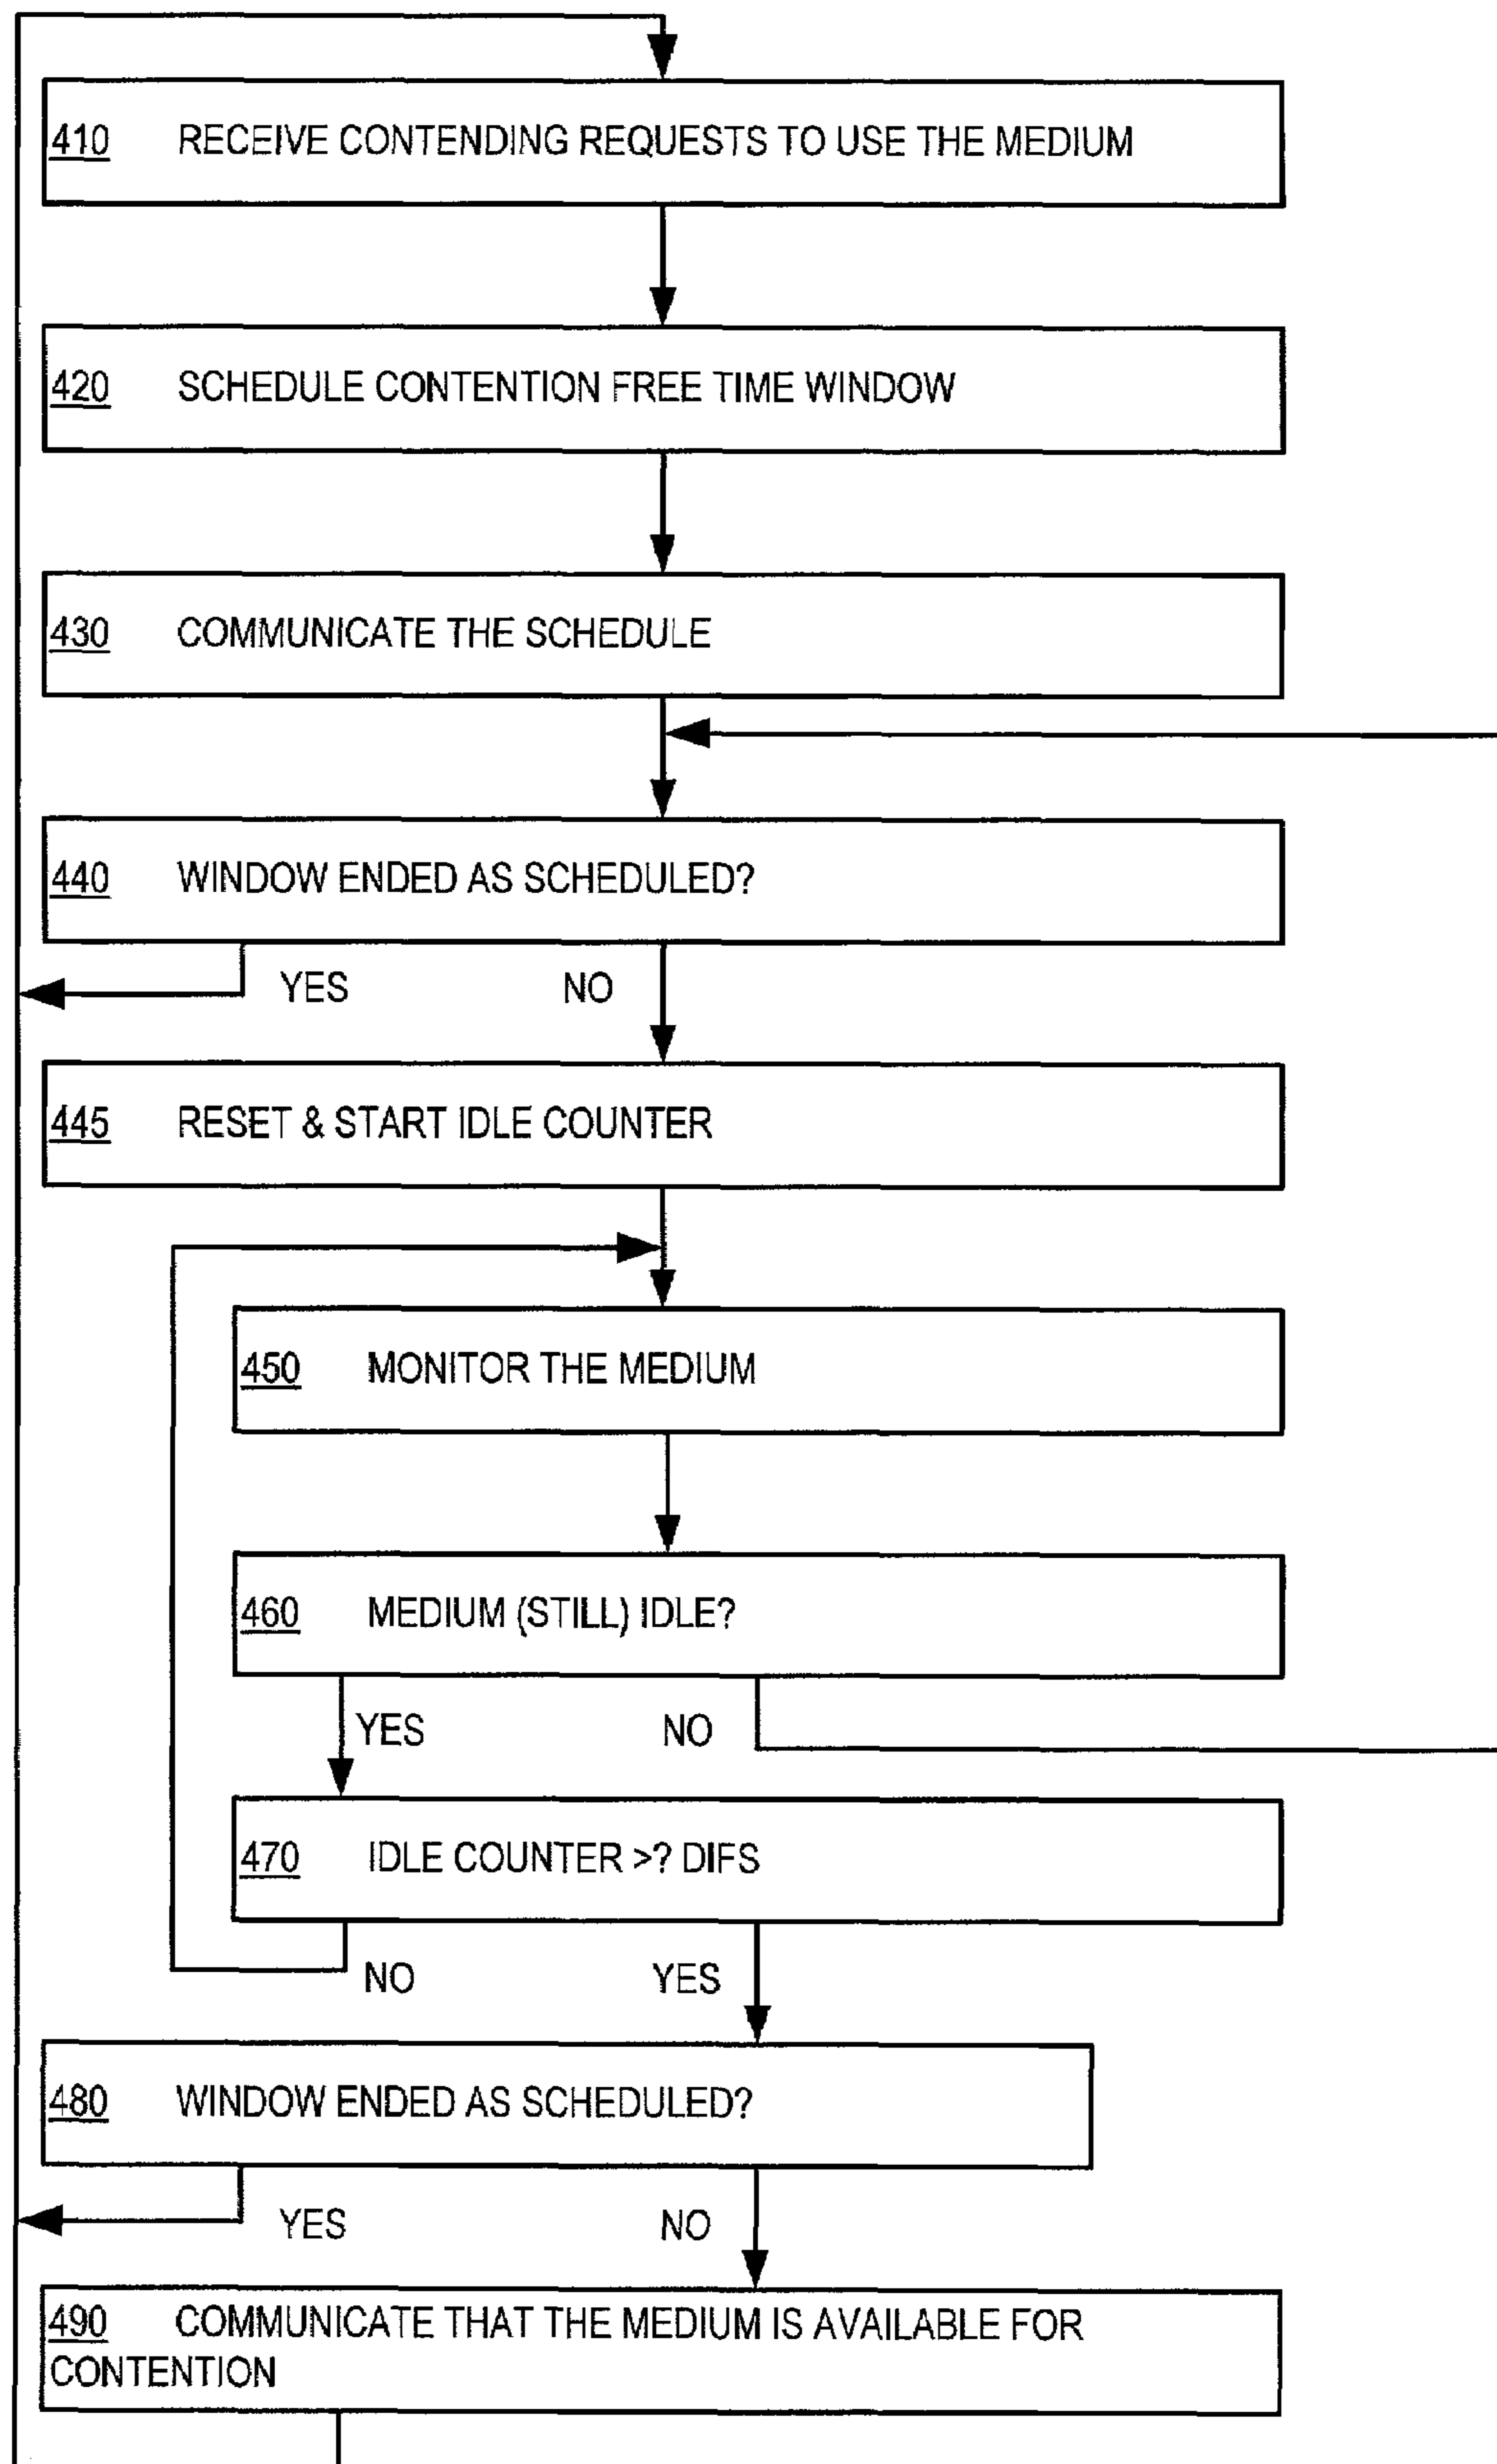 410 RECEIVE CONTENDING REQUESTS TO USE THE MEDIUM
420 SCHEDULE CONTENTION FREE TIME WINDOW
430 COMMUNICATE THE SCHEDULE
440 WINDOW ENDED AS SCHEDULED?
YES NO
445 RESET & START IDLE COUNTER
450 MONITOR THE MEDIUM
460 MEDIUM (STILL) IDLE?
YES NO
470 IDLE COUNTER >? DIFS
NO YES
480 WINDOW ENDED AS SCHEDULED?
YES NO
490 COMMUNICATE THAT THE MEDIUM IS AVAILABLE FOR
CONTENTION